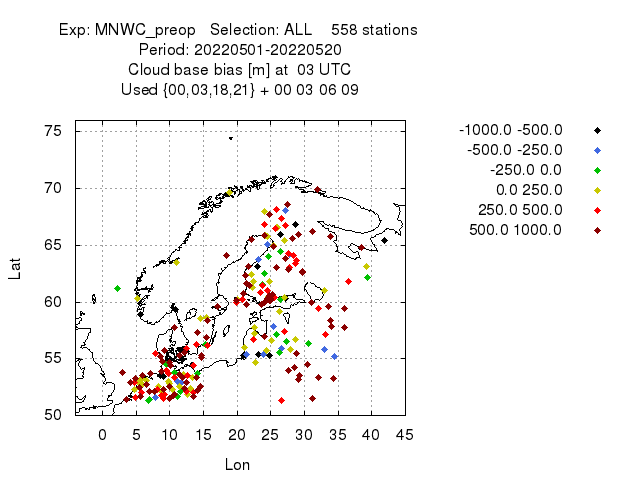 Exp: MNWC_preop Selection: ALL 558 stations
Period: 20220501-20220520
Cloud base bias [m] at 03 UTC
Used {00,03,18,21} + 00 03 06 09
-1000.0 -500.0
-500.0 -250.0
-250.0 0.0
0.0 250.0
250.0 500.0
500.0 1000.0
75
70
65
60
55
50
Lat
0 5 10 15 20 25 30 35 40 45
Lon